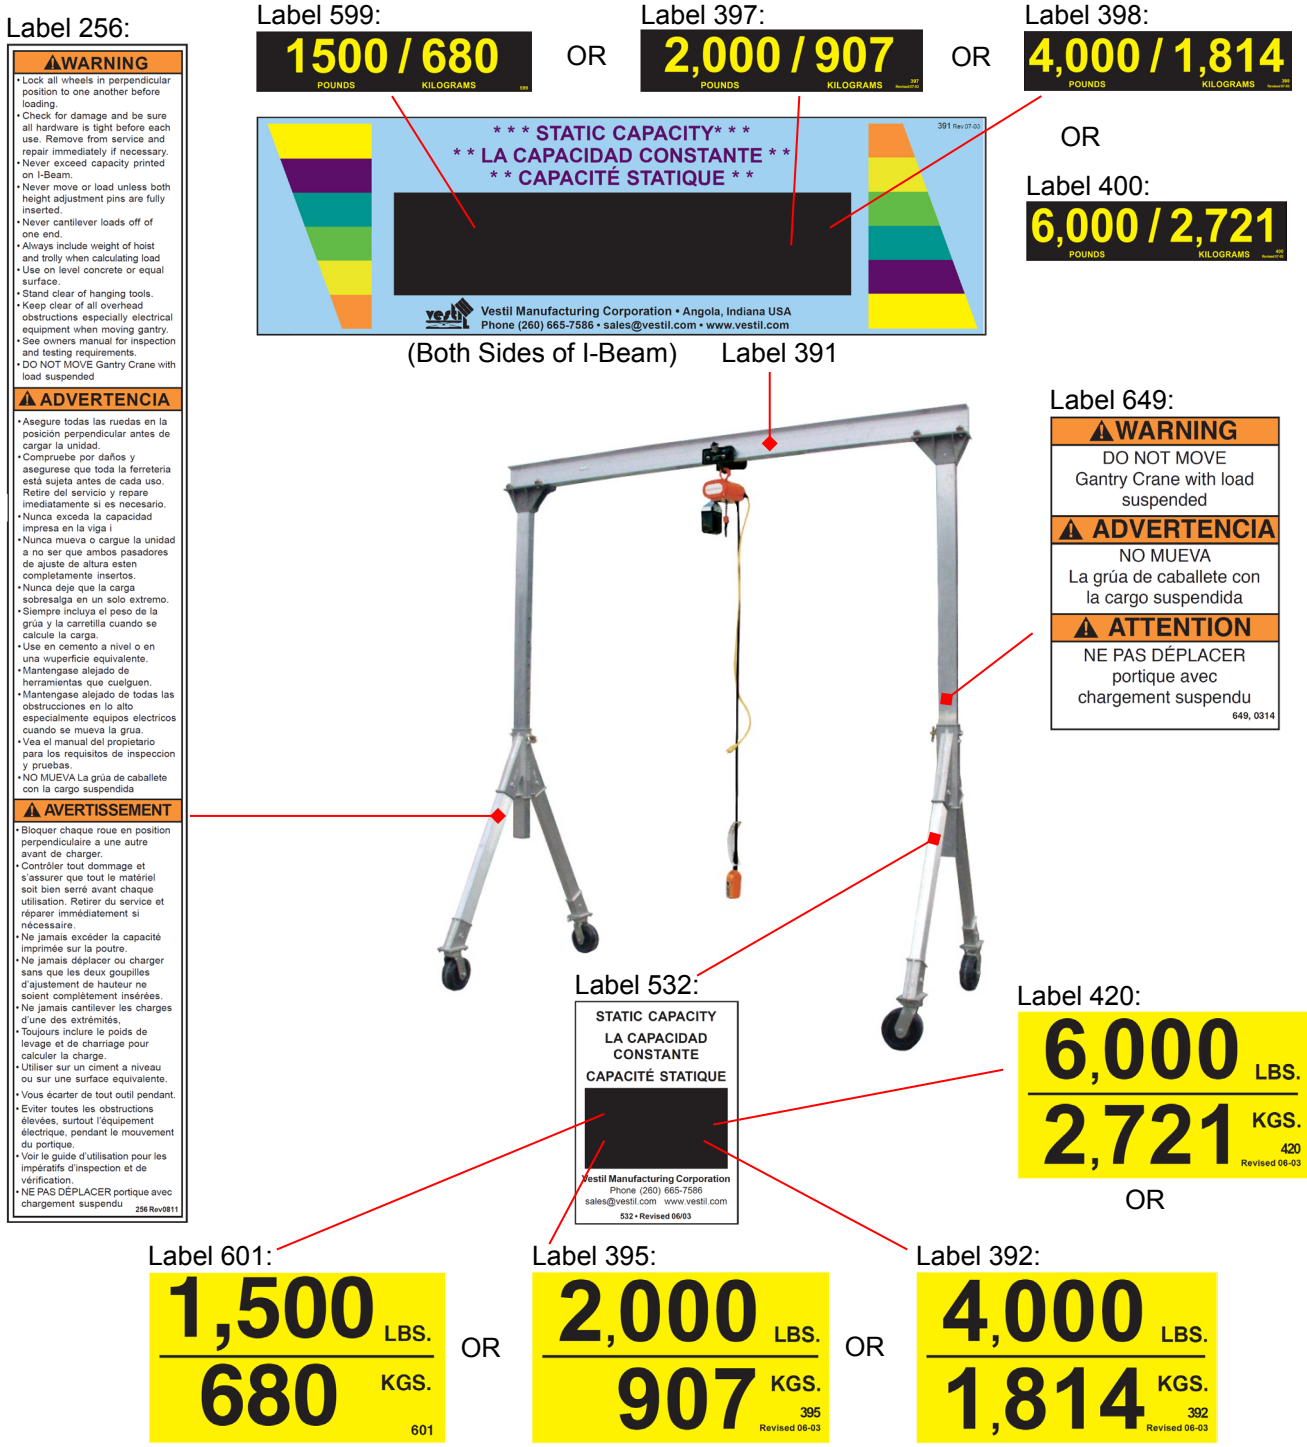 Label 256:
⚠WARNING
• Lock all wheels in perpendicular
position to one another before
loading.
• Check for damage and be sure
all hardware is tight before each
use. Remove from service and
repair immediately if necessary.
• Never exceed capacity printed
on I-Beam.
• Never move or load unless both
height adjustment pins are fully
inserted.
• Never cantilever loads off of
one end.
• Always include weight of hoist
and trolly when calculating load
• Use on level concrete or equal
surface.
• Stand clear of hanging tools.
• Keep clear of all overhead
obstructions especially electrical
equipment when moving gantry.
• See owners manual for inspection
and testing requirements.
• DO NOT MOVE Gantry Crane with
load suspended
⚠ ADVERTENCIA
• Asegure todas las ruedas en la
posición perpendicular antes de
cargar la unidad.
• Compruebe por daños y
asegurese que toda la ferreteria
está sujeta antes de cada uso.
Retire del servicio y repare
imediatamente si es necesario.
• Nunca exceda la capacidad
impresa en la viga i
• Nunca mueva o cargue la unidad
a no ser que ambos pasadores
de ajuste de altura esten
completamente insertos.
• Nunca deje que la carga
sobresalga en un solo extremo.
• Siempre incluya el peso de la
grúa y la carretilla cuando se
calcule la carga.
• Use en cemento a nivel o en
una wuperficie equivalente.
• Mantengase alejado de
herramientas que cuelguen.
• Mantengase alejado de todas las
obstrucciones en lo alto
especialmente equipos electricos
cuando se mueva la grua.
• Vea el manual del propietario
para los requisitos de inspeccion
y pruebas.
• NO MUEVA La grúa de caballete
con la cargo suspendida
⚠ AVERTISSEMENT
• Bloquer chaque roue en position
perpendiculaire a une autre
avant de charger.
• Contrôler tout dommage et
s'assurer que tout le matériel
soit bien serré avant chaque
utilisation. Retirer du service et
réparer immédiatement si
nécessaire.
• Ne jamais excéder la capacité
imprimée sur la poutre.
• Ne jamais déplacer ou charger
sans que les deux goupilles
d'ajustement de hauteur ne
soient complètement insérées.
• Ne jamais cantilever les charges
d'une des extrémités,
• Toujours inclure le poids de
levage et de charriage pour
calculer la charge.
• Utiliser sur un ciment a niveau
ou sur une surface equivalente.
• Vous écarter de tout outil pendant.
• Eviter toutes les obstructions
élevées, surtout l'équipement
électrique, pendant le mouvement
du portique.
• Voir le guide d'utilisation pour les
impératifs d'inspection et de
vérification.
• NE PAS DÉPLACER portique avec
chargement suspendu
256 Rev0811
Label 599:
1500 / 680
POUNDS KILOGRAMS 599
OR
Label 397:
2,000 / 907
POUNDS KILOGRAMS 397
Revised 07-03
OR
Label 398:
4,000 / 1,814
POUNDS KILOGRAMS 398
Revised 07-03
OR
Label 400:
6,000 / 2,721
POUNDS KILOGRAMS 400
Revised 07-03
391 Rev 07-03
* * * STATIC CAPACITY* * *
* * LA CAPACIDAD CONSTANTE * *
* * CAPACITÉ STATIQUE * *
vestil
Vestil Manufacturing Corporation • Angola, Indiana USA
Phone (260) 665-7586 • sales@vestil.com • www.vestil.com
(Both Sides of I-Beam) Label 391
Label 649:
⚠WARNING
DO NOT MOVE
Gantry Crane with load
suspended
⚠ ADVERTENCIA
NO MUEVA
La grúa de caballete con
la cargo suspendida
⚠ ATTENTION
NE PAS DÉPLACER
portique avec
chargement suspendu
649, 0314
Label 532:
STATIC CAPACITY
LA CAPACIDAD
CONSTANTE
CAPACITÉ STATIQUE
Vestil Manufacturing Corporation
Phone (260) 665-7586
sales@vestil.com www.vestil.com
532 • Revised 06/03
Label 420:
6,000 LBS.
2,721 KGS.
420
Revised 06-03
OR
Label 601:
1,500 LBS.
680 KGS.
601
OR
Label 395:
2,000 LBS.
907 KGS.
395
Revised 06-03
OR
Label 392:
4,000 LBS.
1,814 KGS.
392
Revised 06-03